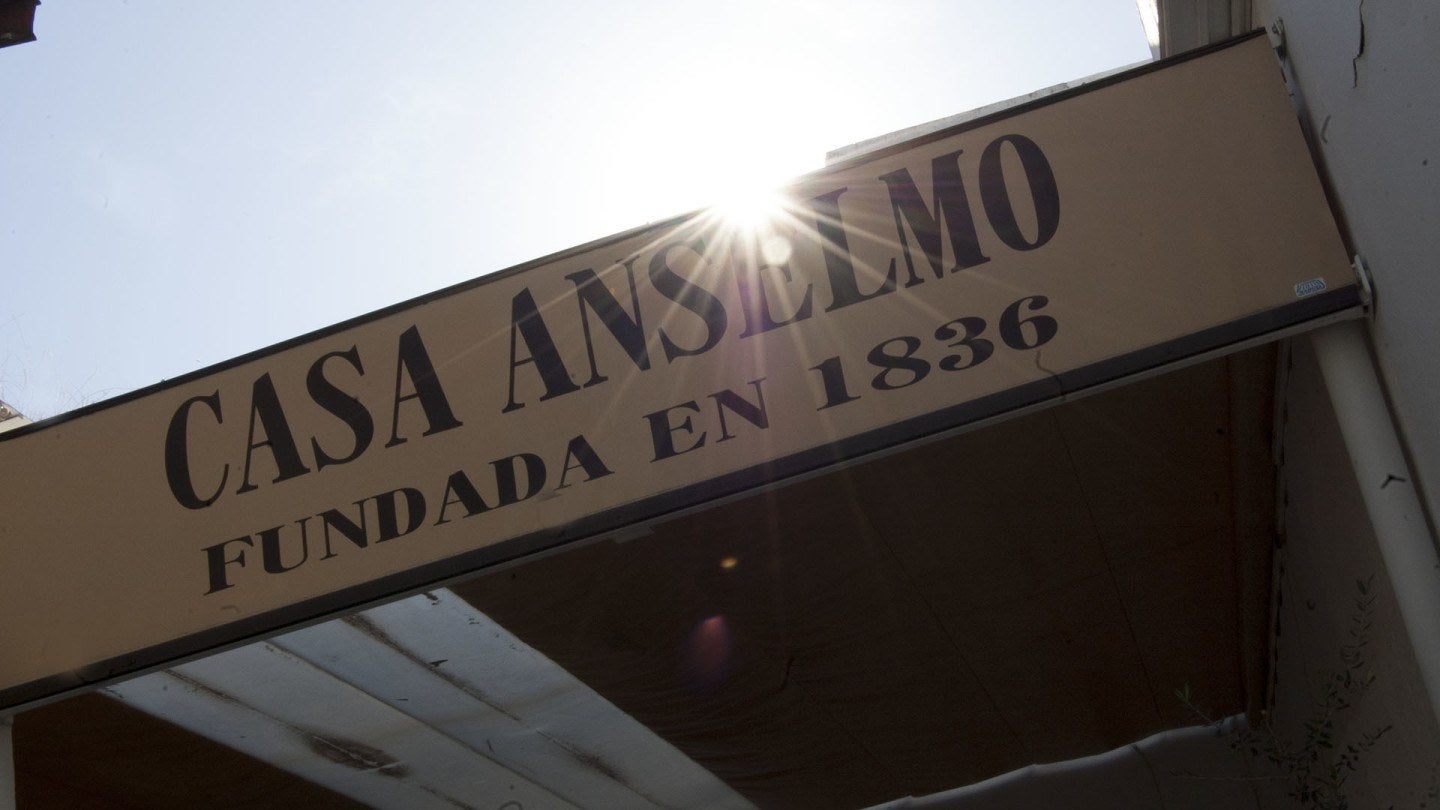 CASA ANSELMO
FUNDADA EN 1836